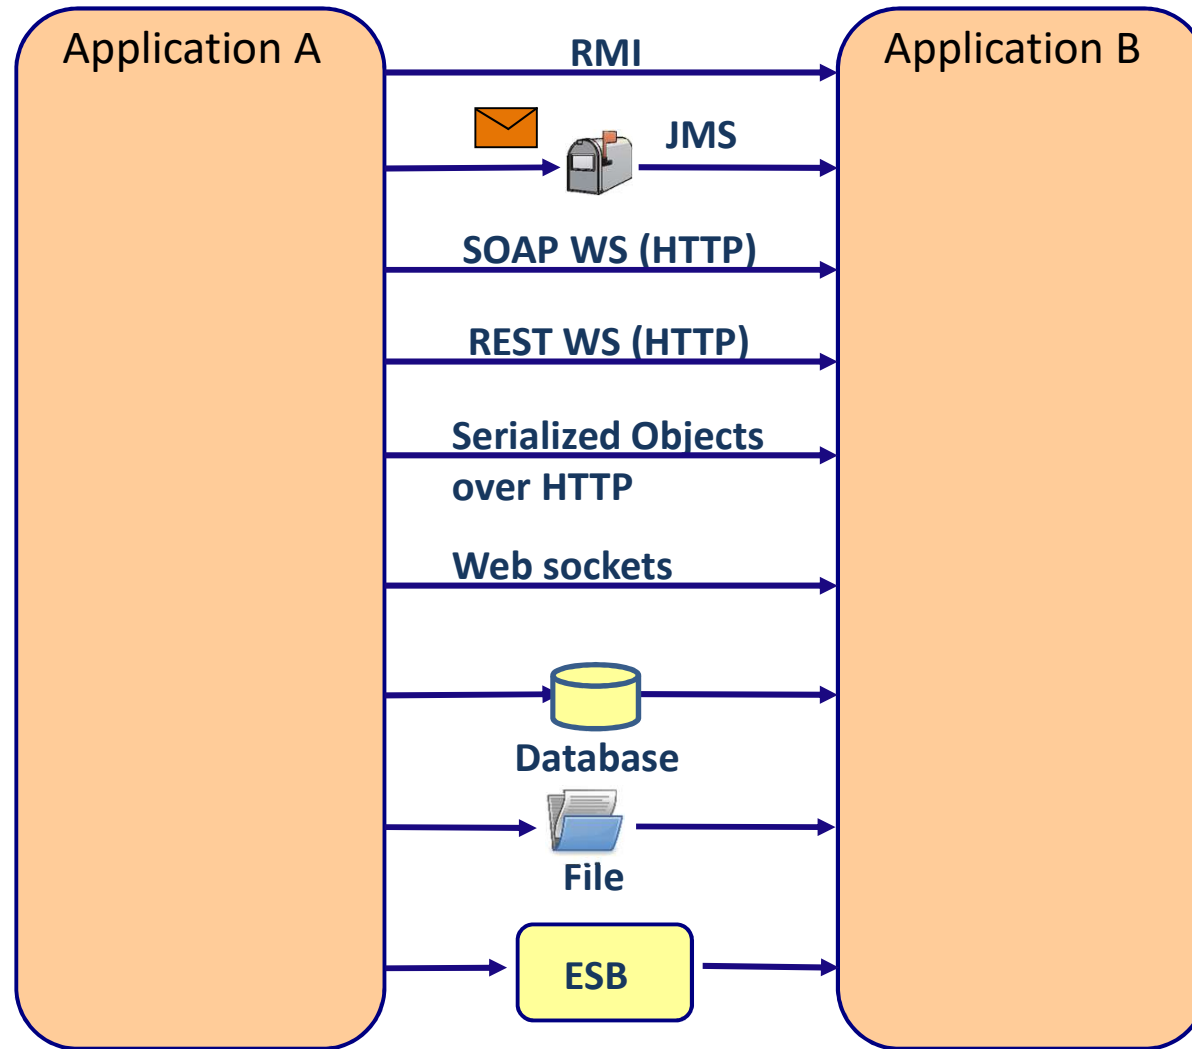 Application A
Application B
RMI
JMS
SOAP WS (HTTP)
REST WS (HTTP)
Serialized Objects
over HTTP
Web sockets
Database
File
ESB